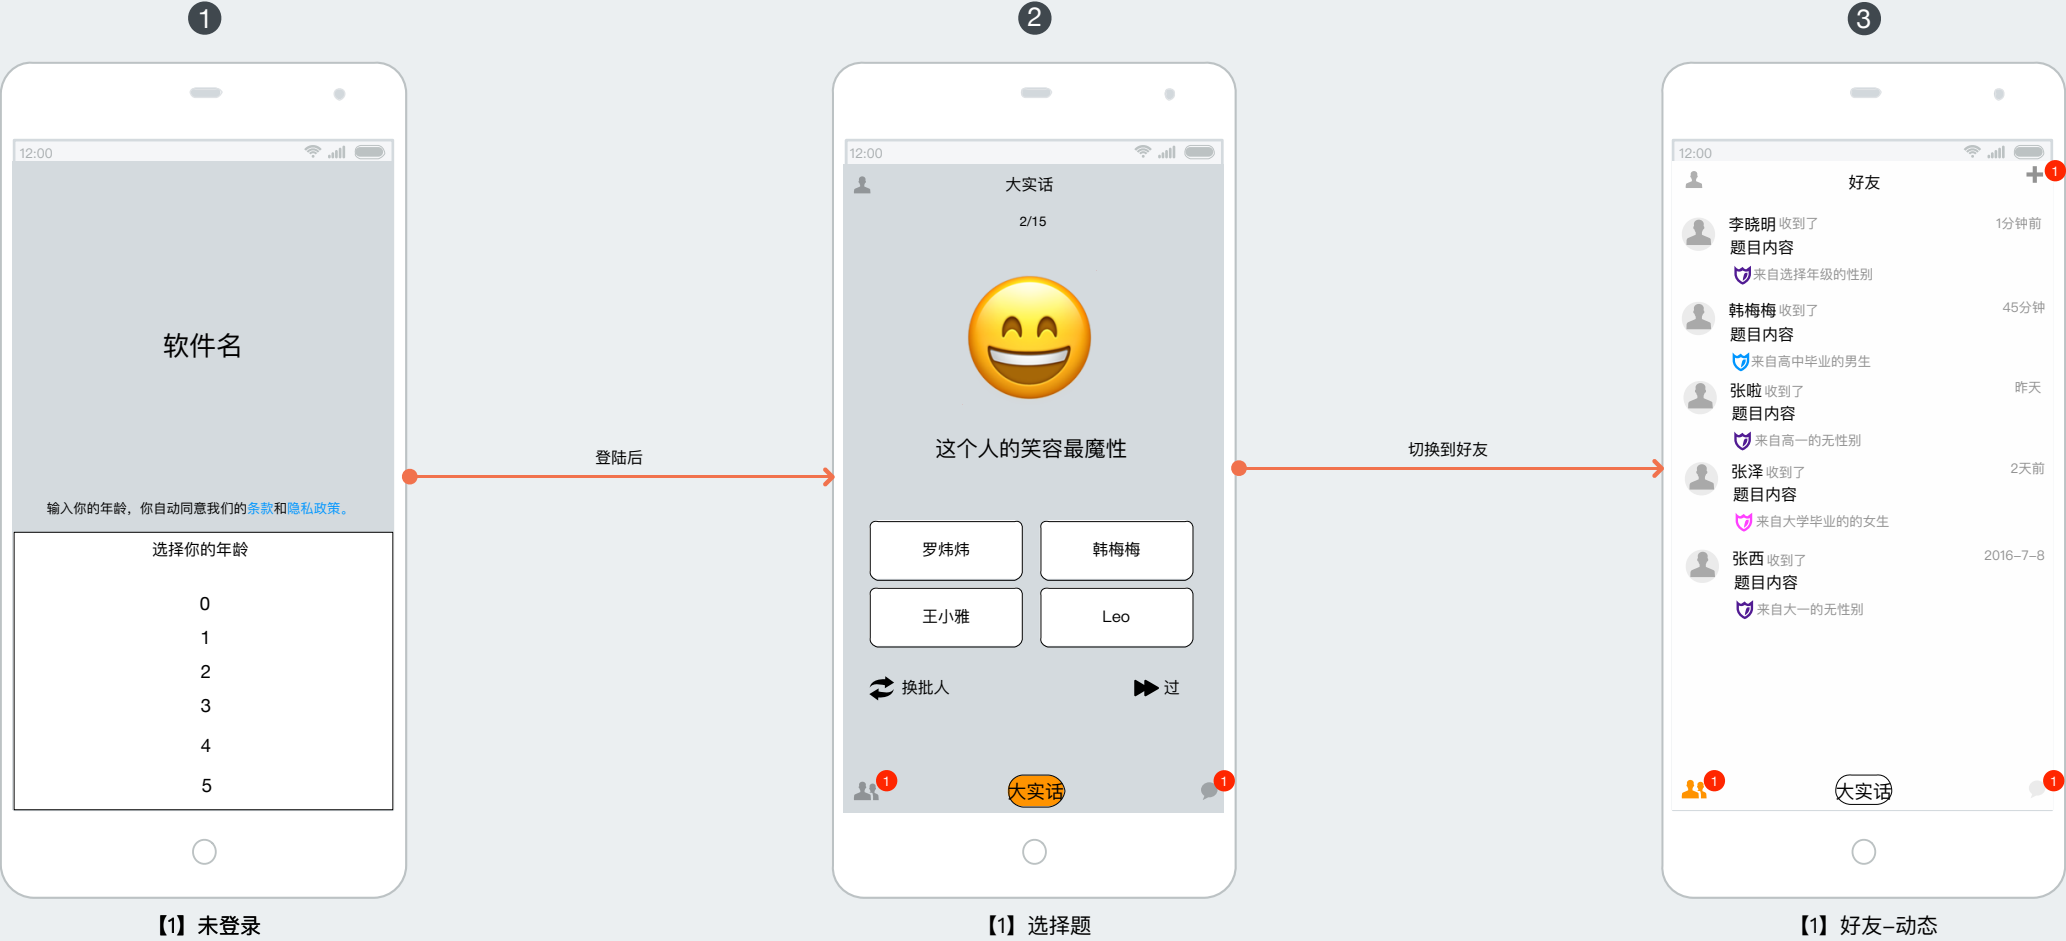 1
12:00
软件名
输入你的年龄，你自动同意我们的条款和隐私政策。
选择你的年龄
0
1
2
3
4
5
【1】未登录
登陆后
2
12:00
大实话
2/15
这个人的笑容最魔性
罗炜炜
韩梅梅
王小雅
Leo
换批人
过
1
大实话
1
【1】选择题
切换到好友
3
12:00
好友
1
李晓明 收到了
1分钟前
题目内容
来自选择年级的性别
韩梅梅 收到了
45分钟
题目内容
来自高中毕业的男生
张啦 收到了
昨天
题目内容
来自高一的无性别
张泽 收到了
2天前
题目内容
来自大学毕业的的女生
张西 收到了
2016-7-8
题目内容
来自大一的无性别
1
大实话
1
【1】好友-动态